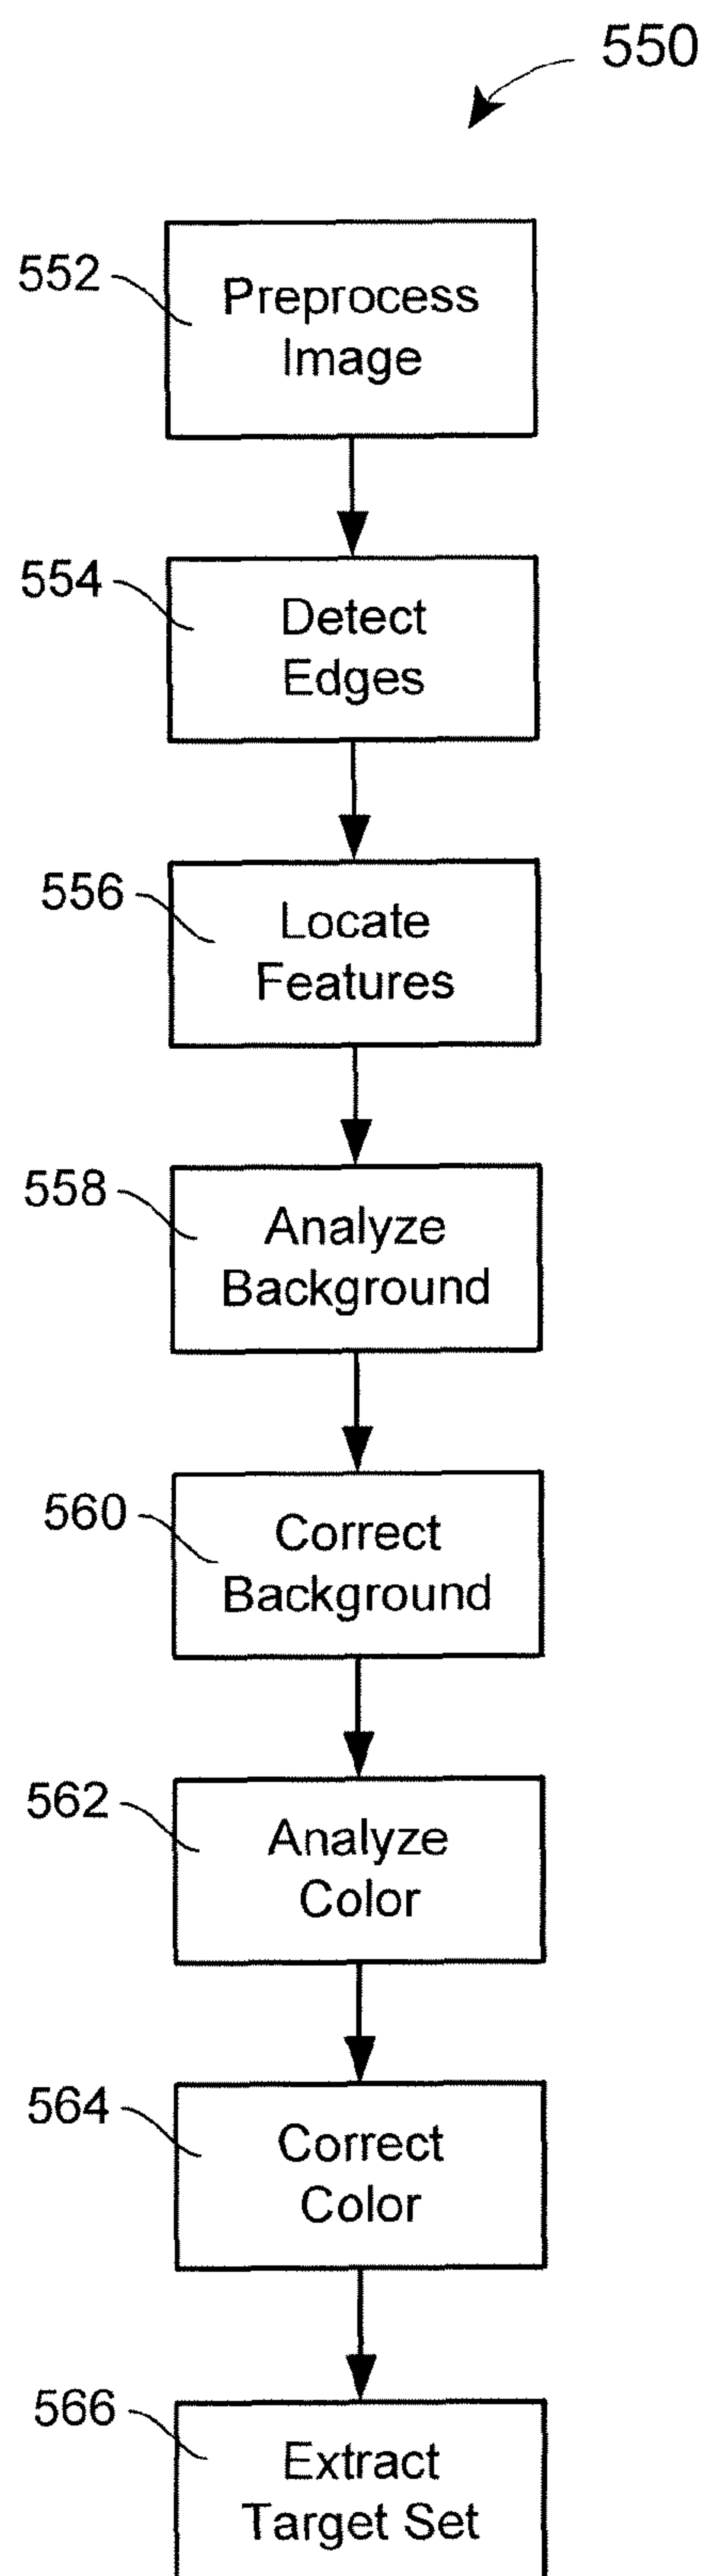 550
552
Preprocess
Image
554
Detect
Edges
556
Locate
Features
558
Analyze
Background
560
Correct
Background
562
Analyze
Color
564
Correct
Color
566
Extract
Target Set